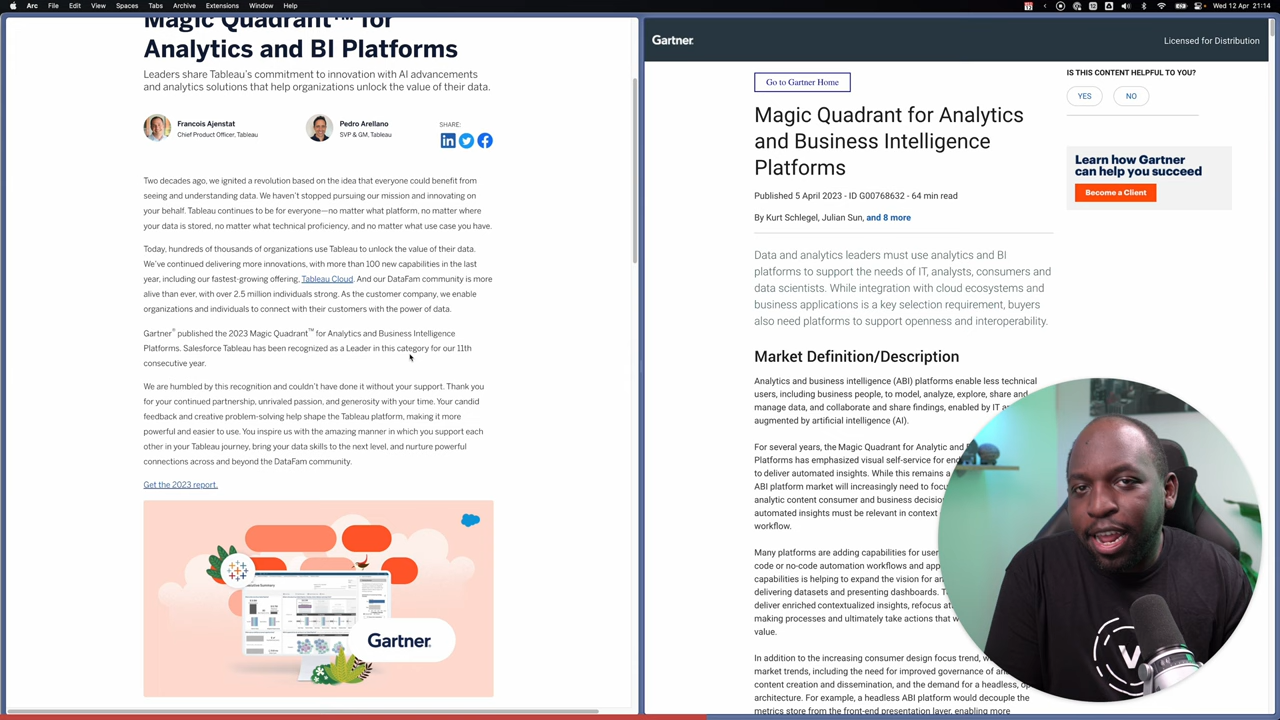 Arc File Edit View Spaces Tabs Archive Extensions Window Help
Wed 12 Apr 21:14
Magic Quadrant™ for
Analytics and BI Platforms
Leaders share Tableau's commitment to innovation with AI advancements
and analytics solutions that help organizations unlock the value of their data.
Francois Ajenstat
Chief Product Officer, Tableau
Pedro Arellano
SVP & GM, Tableau
SHARE:
Two decades ago, we ignited a revolution based on the idea that everyone could benefit from
seeing and understanding data. We haven't stopped pursuing our mission and innovating on
your behalf. Tableau continues to be for everyone—no matter what platform, no matter where
your data is stored, no matter what technical proficiency, and no matter what use case you have.
Today, hundreds of thousands of organizations use Tableau to unlock the value of their data.
We've continued delivering more innovations, with more than 100 new capabilities in the last
year, including our fastest-growing offering, Tableau Cloud. And our DataFam community is more
alive than ever, with over 2.5 million individuals strong. As the customer company, we enable
organizations and individuals to connect with their customers with the power of data.
Gartner® published the 2023 Magic Quadrant™ for Analytics and Business Intelligence
Platforms. Salesforce Tableau has been recognized as a Leader in this category for our 11th
consecutive year.
We are humbled by this recognition and couldn't have done it without your support. Thank you
for your continued partnership, unrivaled passion, and generosity with your time. Your candid
feedback and creative problem-solving help shape the Tableau platform, making it more
powerful and easier to use. You inspire us with the amazing manner in which you support each
other in your Tableau journey, bring your data skills to the next level, and nurture powerful
connections across and beyond the DataFam community.
Get the 2023 report.
Gartner
Gartner
Licensed for Distribution
Go to Gartner Home
Magic Quadrant for Analytics
and Business Intelligence
Platforms
Published 5 April 2023 - ID G00768632 - 64 min read
By Kurt Schlegel, Julian Sun, and 8 more
Data and analytics leaders must use analytics and BI
platforms to support the needs of IT, analysts, consumers and
data scientists. While integration with cloud ecosystems and
business applications is a key selection requirement, buyers
also need platforms to support openness and interoperability.
Market Definition/Description
Analytics and business intelligence (ABI) platforms enable less technical
users, including business people, to model, analyze, explore, share and
manage data, and collaborate and share findings, enabled by IT a
augmented by artificial intelligence (AI).
For several years, the Magic Quadrant for Analytic and
Platforms has emphasized visual self-service for end
to deliver automated insights. While this remains a
ABI platform market will increasingly need to focu
analytic content consumer and business decisio
automated insights must be relevant in context
workflow.
Many platforms are adding capabilities for user
code or no-code automation workflows and app
capabilities is helping to expand the vision for an
delivering datasets and presenting dashboards. T
deliver enriched contextualized insights, refocus at
making processes and ultimately take actions that w
value.
In addition to the increasing consumer design focus trend, w
market trends, including the need for improved governance of an
content creation and dissemination, and the demand for a headless, o
architecture. For example, a headless ABI platform would decouple the
metrics store from the front-end presentation layer, enabling more
IS THIS CONTENT HELPFUL TO YOU?
YES NO
Learn how Gartner
can help you succeed
Become a Client
V